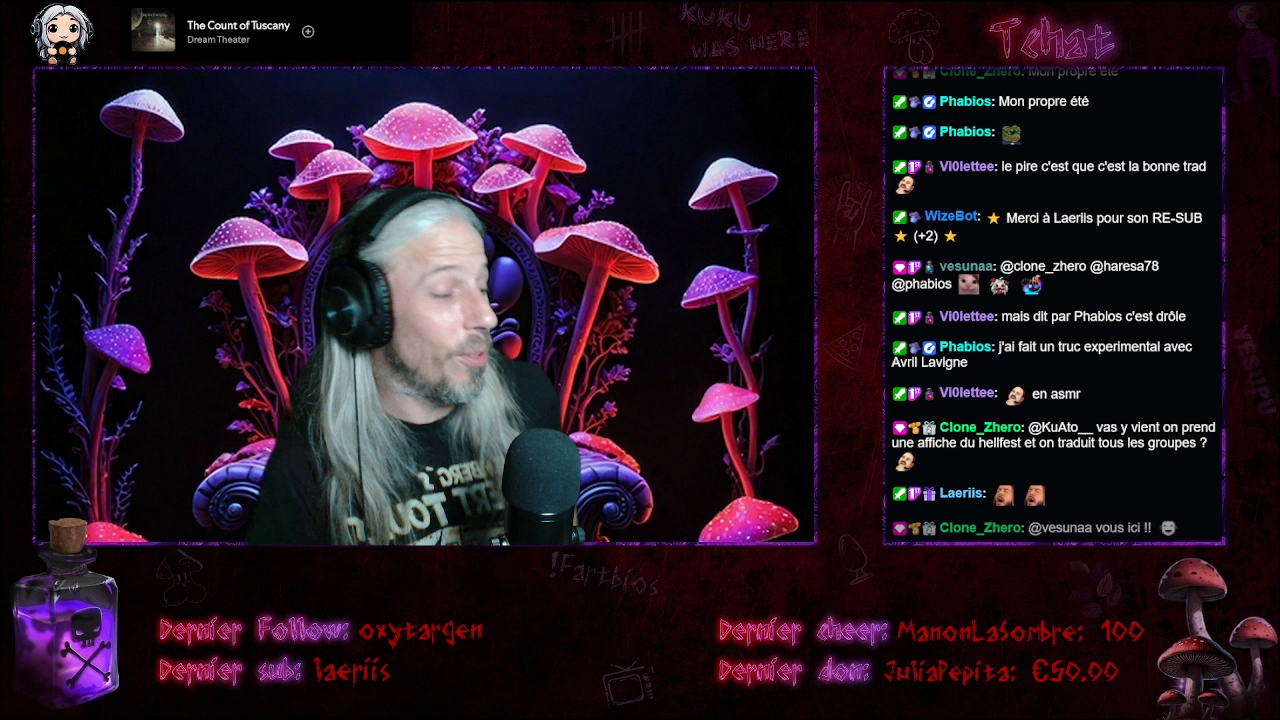 The Count of Tuscany
Dream Theater
KUKU
WAS HERE
Tchat
Clone_Zhero: Mon propre été
Phabios: Mon propre été
Phabios:
Vi0lettee: le pire c'est que c'est la bonne trad
WizeBot: ★ Merci à Laeriis pour son RE-SUB
★ (+2) ★
vesunaa: @clone_zhero @haresa78
@phabios
Vi0lettee: mais dit par Phabios c'est drôle
Phabios: j'ai fait un truc experimental avec
Avril Lavigne
Vi0lettee: en asmr
Clone_Zhero: @KuAto__ vas y vient on prend
une affiche du hellfest et on traduit tous les groupes ?
Laeriis:
Clone_Zhero: @vesunaa vous ici !!
VESUPU
!Fartbios
Dernier Follow: oxytargen
Dernier sub: laeriis
Dernier cheer: ManonLaSombre: 100
Dernier don: JuliaPepita: €50.00